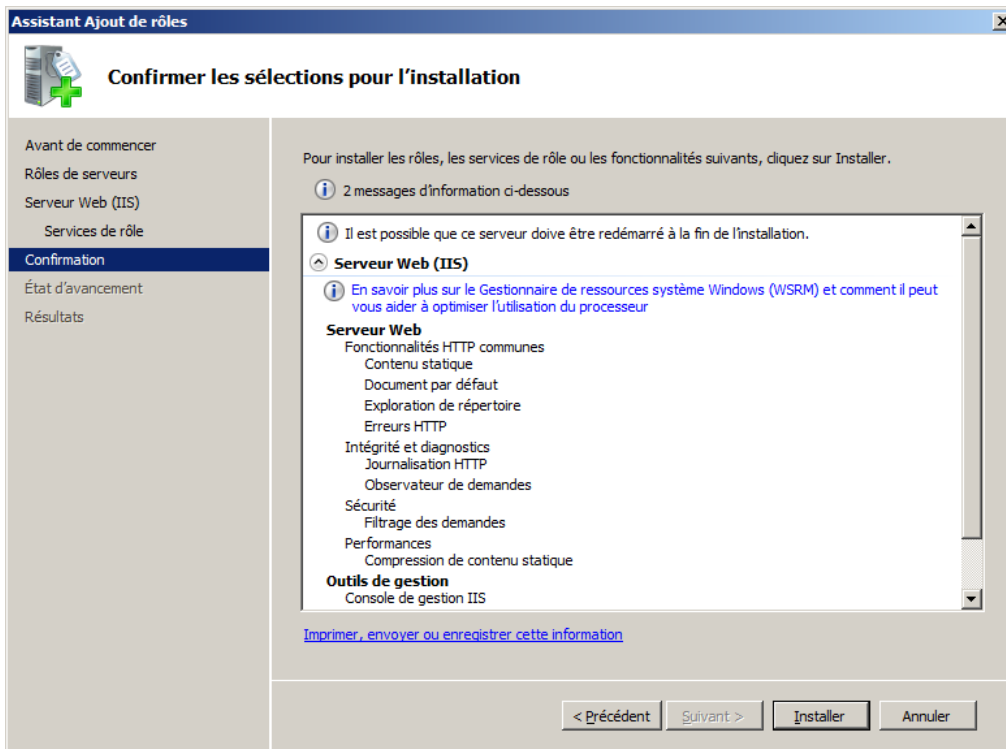 Assistant Ajout de rôles
Confirmer les sélections pour l'installation
Avant de commencer
Rôles de serveurs
Serveur Web (IIS)
Services de rôle
Confirmation
État d'avancement
Résultats
Pour installer les rôles, les services de rôle ou les fonctionnalités suivants, cliquez sur Installer.
2 messages d'information ci-dessous
Il est possible que ce serveur doive être redémarré à la fin de l'installation.
Serveur Web (IIS)
En savoir plus sur le Gestionnaire de ressources système Windows (WSRM) et comment il peut
vous aider à optimiser l'utilisation du processeur
Serveur Web
Fonctionnalités HTTP communes
Contenu statique
Document par défaut
Exploration de répertoire
Erreurs HTTP
Intégrité et diagnostics
Journalisation HTTP
Observateur de demandes
Sécurité
Filtrage des demandes
Performances
Compression de contenu statique
Outils de gestion
Console de gestion IIS
Imprimer, envoyer ou enregistrer cette information
< Précédent
Suivant >
Installer
Annuler